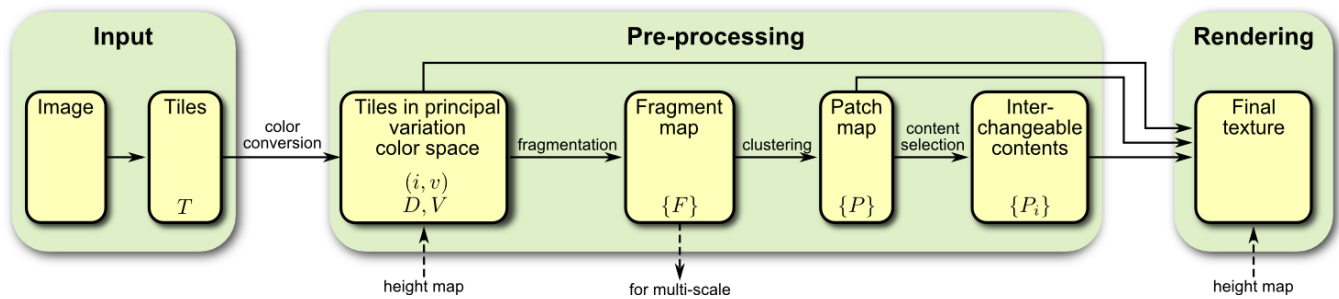 Input
Pre-processing
Rendering
Image
Tiles
T
color
conversion
Tiles in principal
variation
color space
(i, v)
D, V
fragmentation
Fragment
map
{F}
clustering
Patch
map
{P}
content
selection
Inter-
changeable
contents
{P_i}
Final
texture
height map
for multi-scale
height map